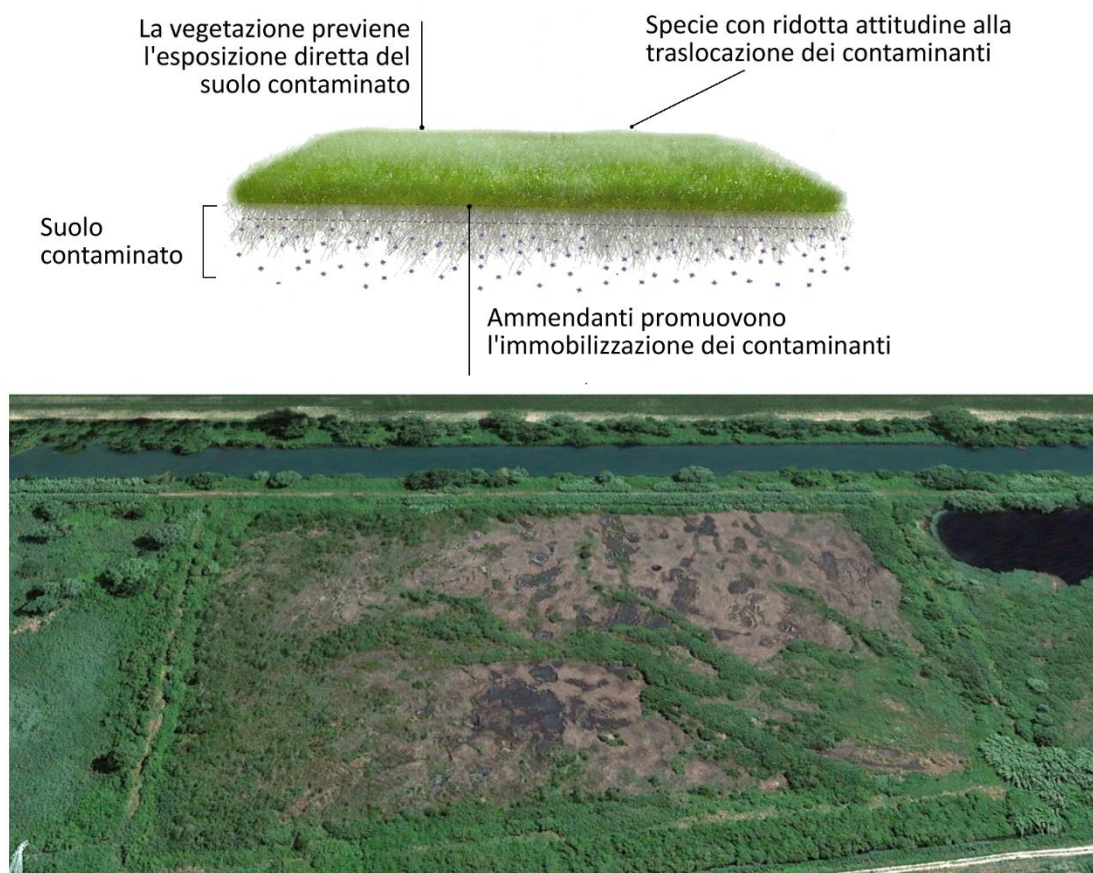 La vegetazione previene
l'esposizione diretta del
suolo contaminato
Specie con ridotta attitudine alla
traslocazione dei contaminanti
Suolo
contaminato
Ammendanti promuovono
l'immobilizzazione dei contaminanti